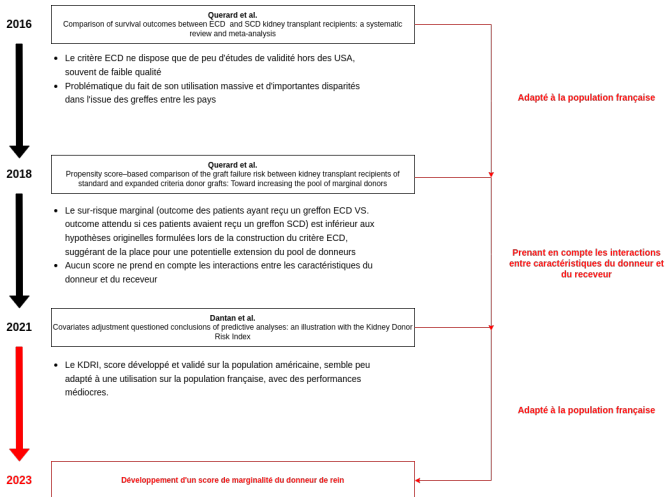 2016
Querard et al.
Comparison of survival outcomes between ECD and SCD kidney transplant recipients: a systematic
review and meta-analysis
Le critère ECD ne dispose que de peu d'études de validité hors des USA,
souvent de faible qualité
Problématique du fait de son utilisation massive et d'importantes disparités
dans l'issue des greffes entre les pays
Adapté à la population française
2018
Querard et al.
Propensity score–based comparison of the graft failure risk between kidney transplant recipients of
standard and expanded criteria donor grafts: Toward increasing the pool of marginal donors
Le sur-risque marginal (outcome des patients ayant reçu un greffon ECD VS.
outcome attendu si ces patients avaient reçu un greffon SCD) est inférieur aux
hypothèses originelles formulées lors de la construction du critère ECD,
suggérant de la place pour une potentielle extension du pool de donneurs
Aucun score ne prend en compte les interactions entre les caractéristiques du
donneur et du receveur
Prenant en compte les interactions
entre caractéristiques du donneur et
du receveur
2021
Dantan et al.
Covariates adjustment questioned conclusions of predictive analyses: an illustration with the Kidney Donor
Risk Index
Le KDRI, score développé et validé sur la population américaine, semble peu
adapté à une utilisation sur la population française, avec des performances
médiocres.
Adapté à la population française
2023
Développement d'un score de marginalité du donneur de rein